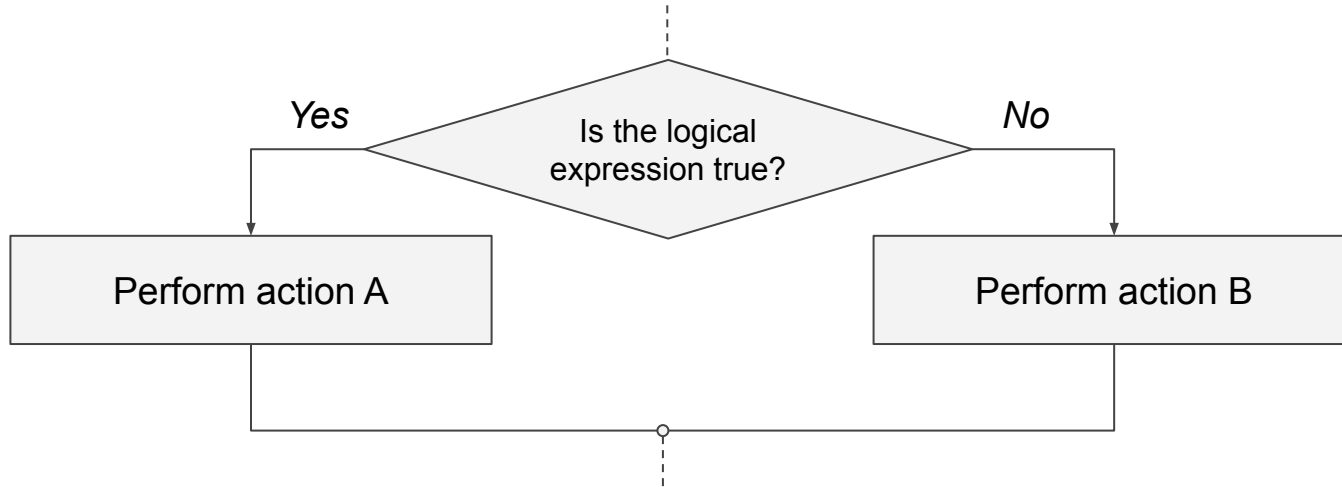 Yes
Is the logical
expression true?
No
Perform action A
Perform action B